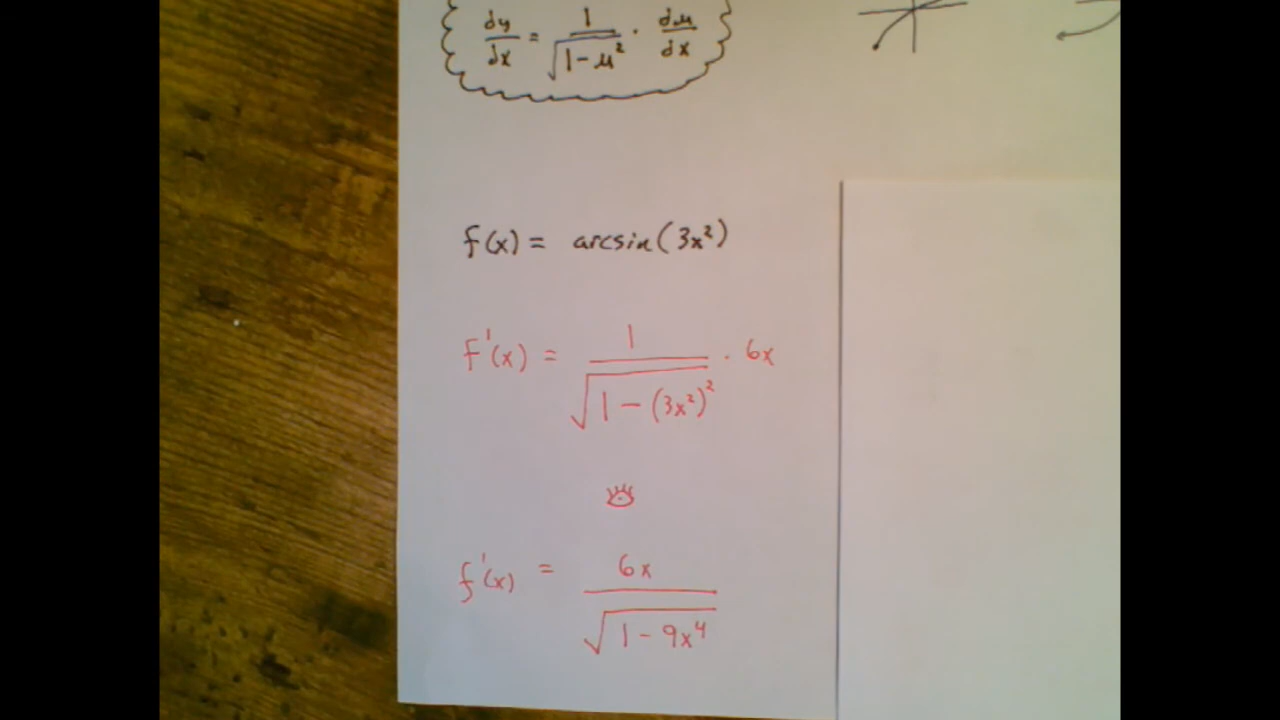 dy/dx = 1/√(1-u²) · du/dx
f(x) = arcsin(3x²)
f'(x) = 1/√(1-(3x²)²) · 6x
f'(x) = 6x/√(1-9x⁴)